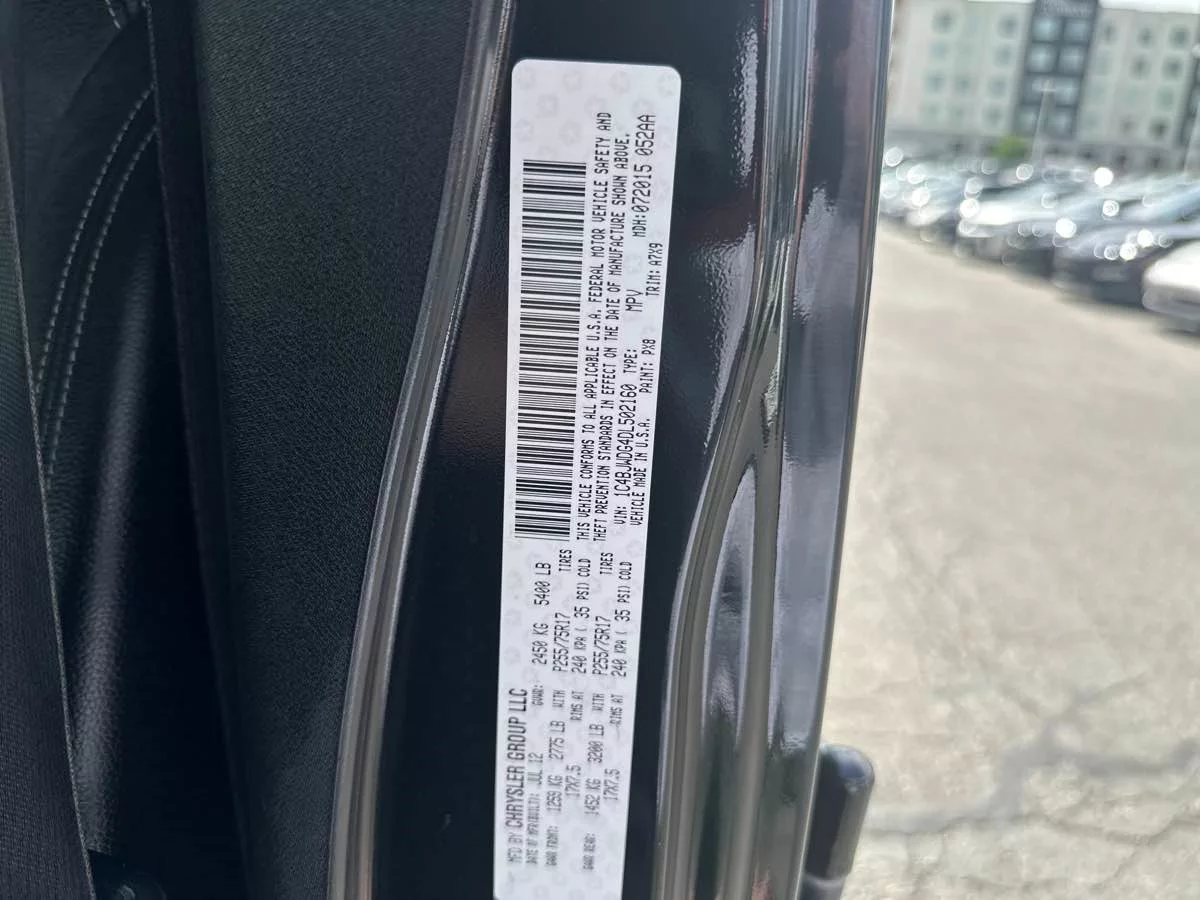 MFD BY CHRYSLER GROUP LLC
DATE OF MFR(BUILT): JUL 12 GVWR: 2450 KG 5400 LB
GAWR FRONT: 1259 KG 2775 LB WITH P255/75R17 TIRES
17X7.5 RIMS AT 240 KPA ( 35 PSI) COLD
GAWR REAR: 1452 KG 3200 LB WITH P255/75R17 TIRES
17X7.5 RIMS AT 240 KPA ( 35 PSI) COLD
THIS VEHICLE CONFORMS TO ALL APPLICABLE U.S.A. FEDERAL MOTOR VEHICLE SAFETY AND
THEFT PREVENTION STANDARDS IN EFFECT ON THE DATE OF MANUFACTURE SHOWN ABOVE.
VIN: 1C4BJWDG4DL502160 TYPE: MPV MDH:072015 052AA
VEHICLE MADE IN U.S.A. PAINT: PX8 TRIM: A7X9